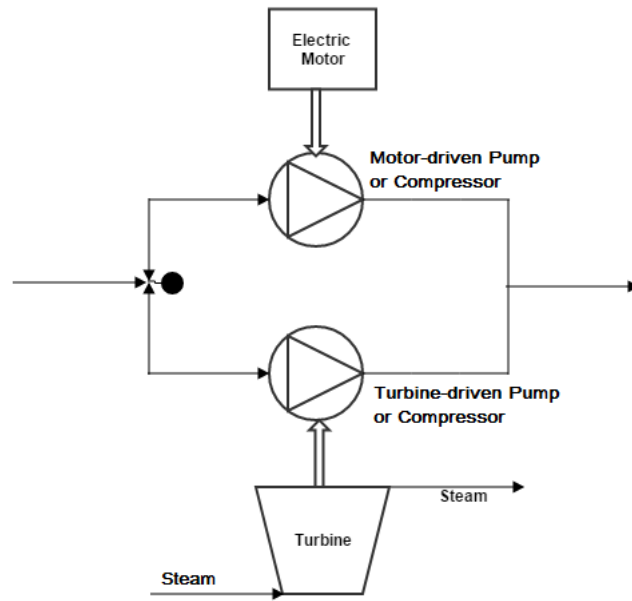 Electric
Motor
Motor-driven Pump
or Compressor
Turbine-driven Pump
or Compressor
Steam
Turbine
Steam